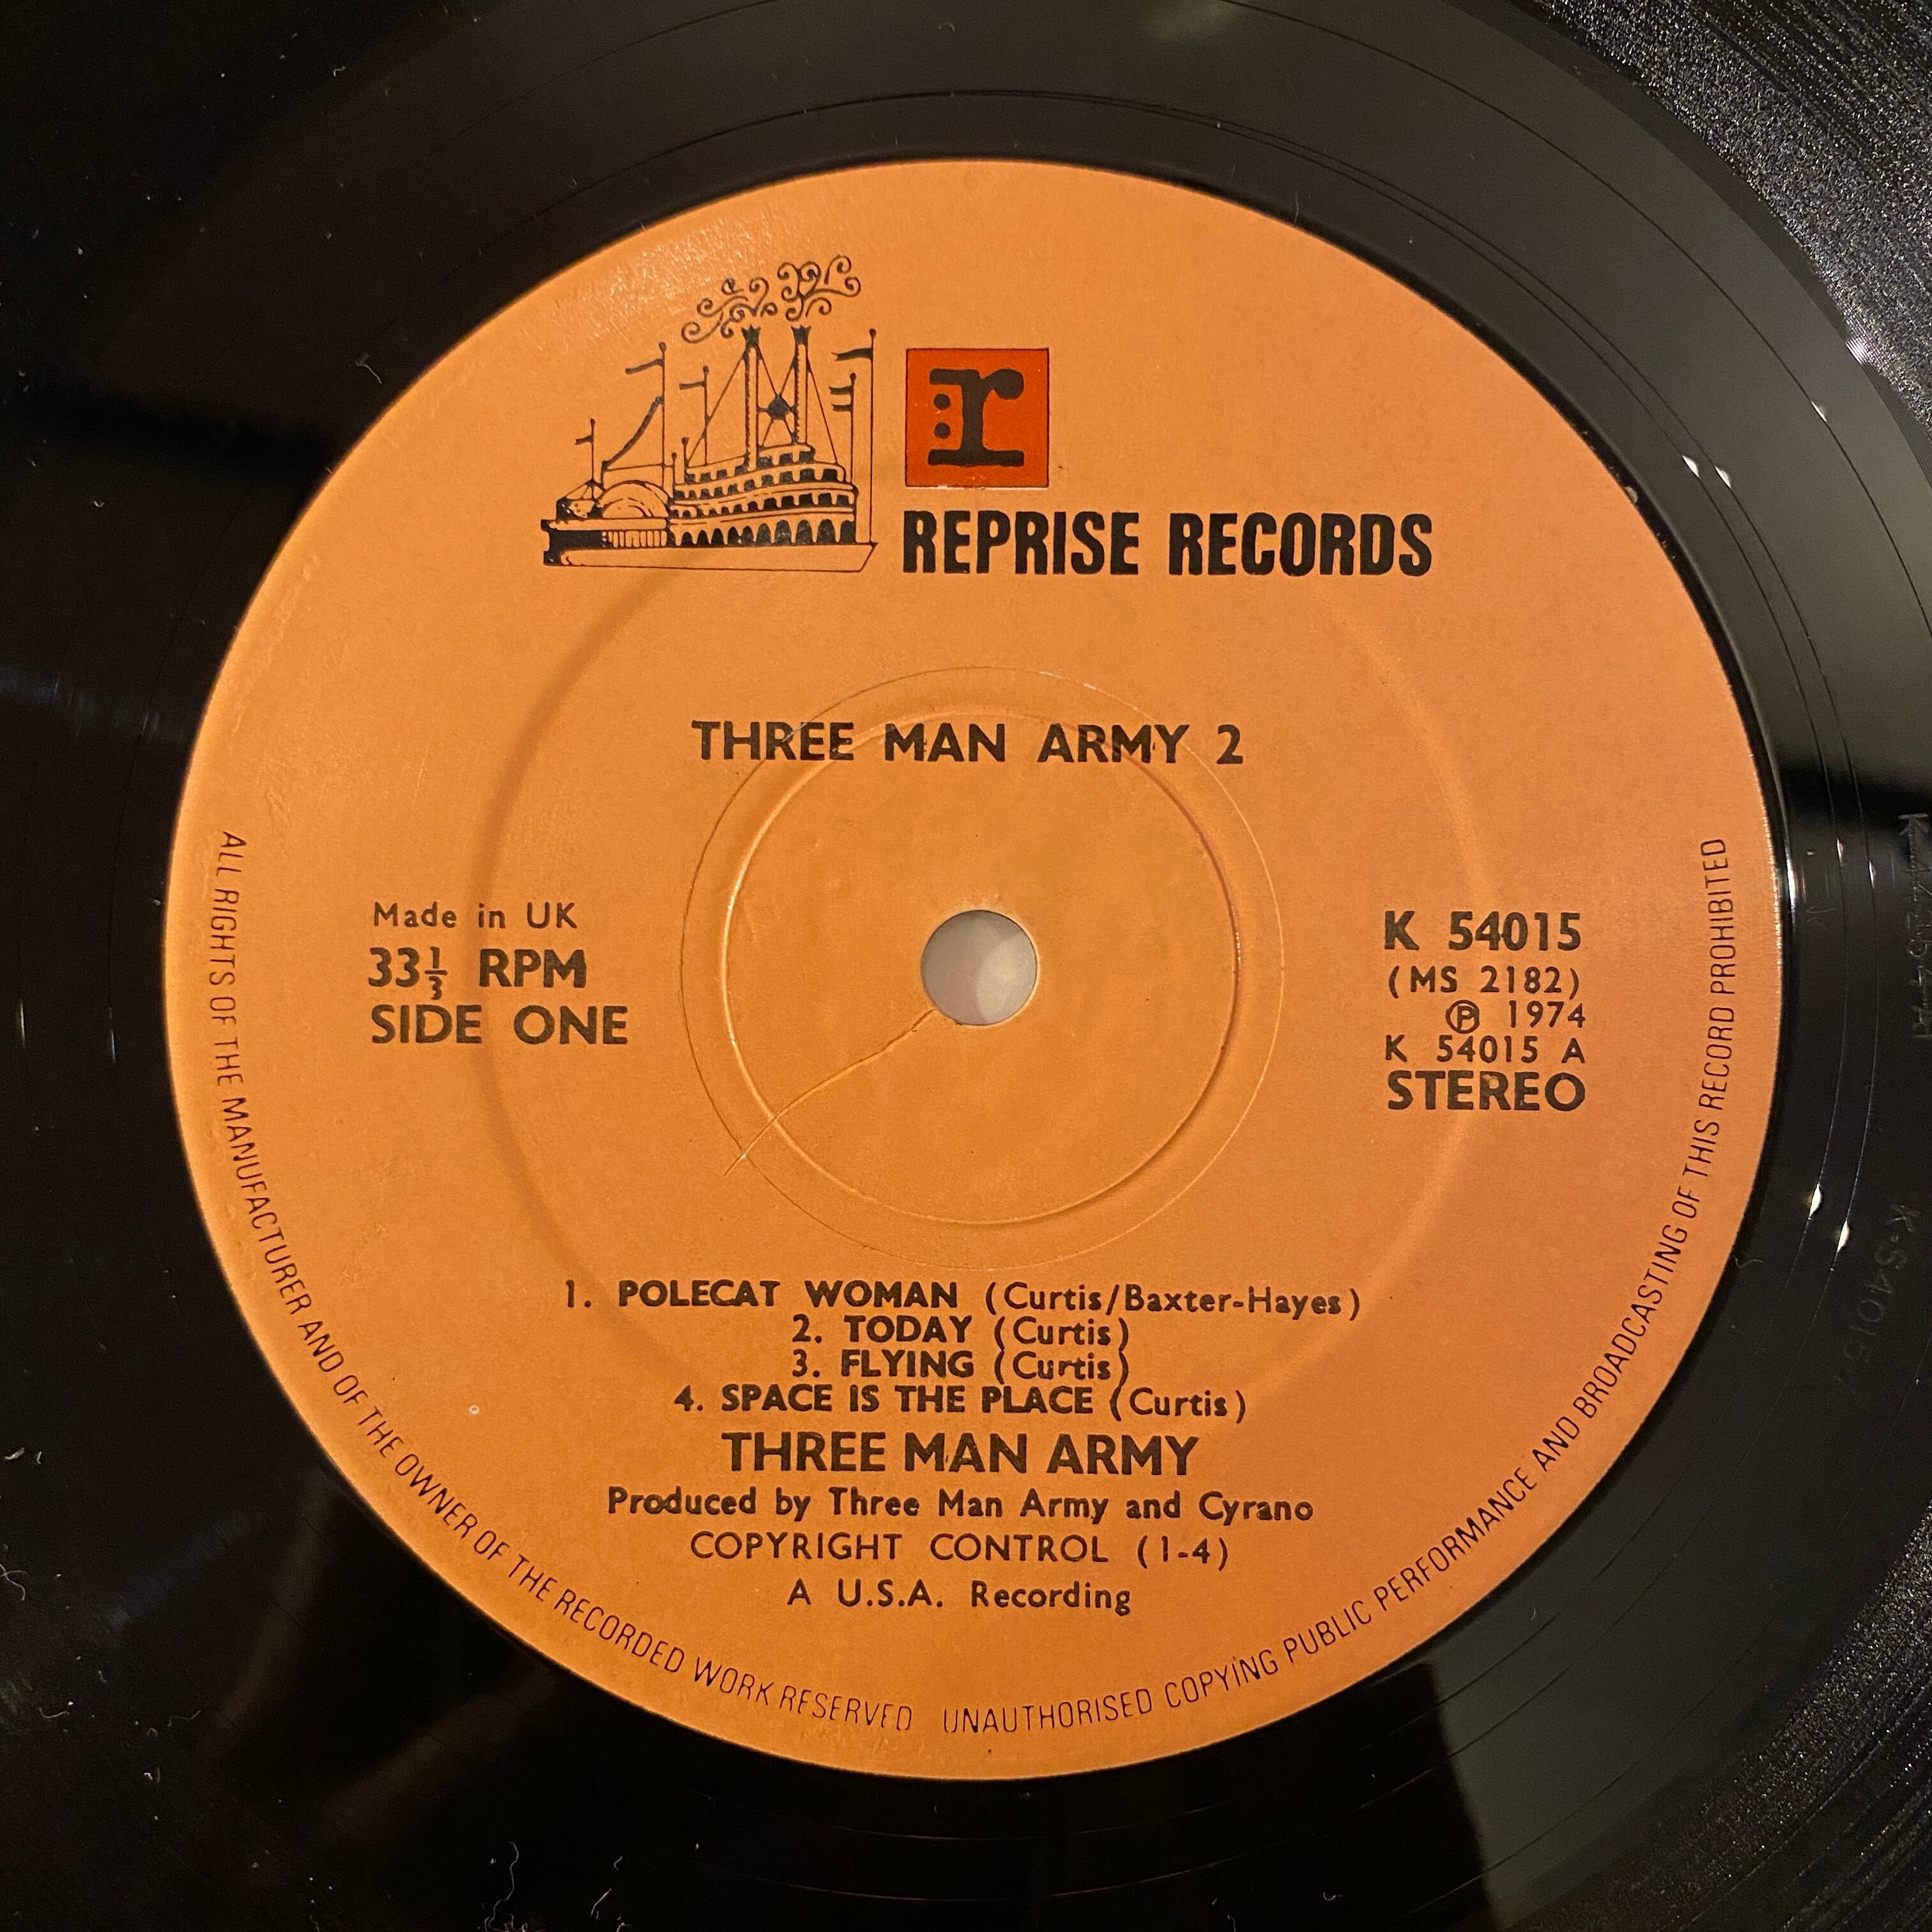 r
REPRISE RECORDS
THREE MAN ARMY 2
Made in UK
33⅓ RPM
SIDE ONE
K 54015
(MS 2182)
Ⓟ 1974
K 54015 A
STEREO
1. POLECAT WOMAN (Curtis/Baxter-Hayes)
2. TODAY (Curtis)
3. FLYING (Curtis)
4. SPACE IS THE PLACE (Curtis)
THREE MAN ARMY
Produced by Three Man Army and Cyrano
COPYRIGHT CONTROL (1-4)
A U.S.A. Recording
ALL RIGHTS OF THE MANUFACTURER AND OF THE OWNER OF THE RECORDED WORK RESERVED UNAUTHORISED COPYING PUBLIC PERFORMANCE AND BROADCASTING OF THIS RECORD PROHIBITED